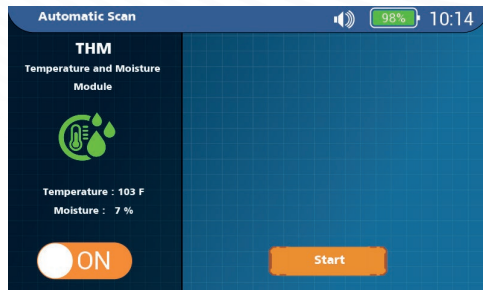 Automatic Scan
98%
10:14
THM
Temperature and Moisture
Module
Temperature : 103 F
Moisture : 7 %
ON
Start